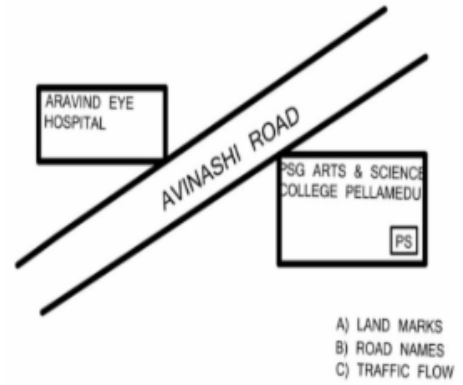 ARAVIND EYE
HOSPITAL
AVINASHI ROAD
PSG ARTS & SCIENCE
COLLEGE PELLAMEDU
PS
A) LAND MARKS
B) ROAD NAMES
C) TRAFFIC FLOW